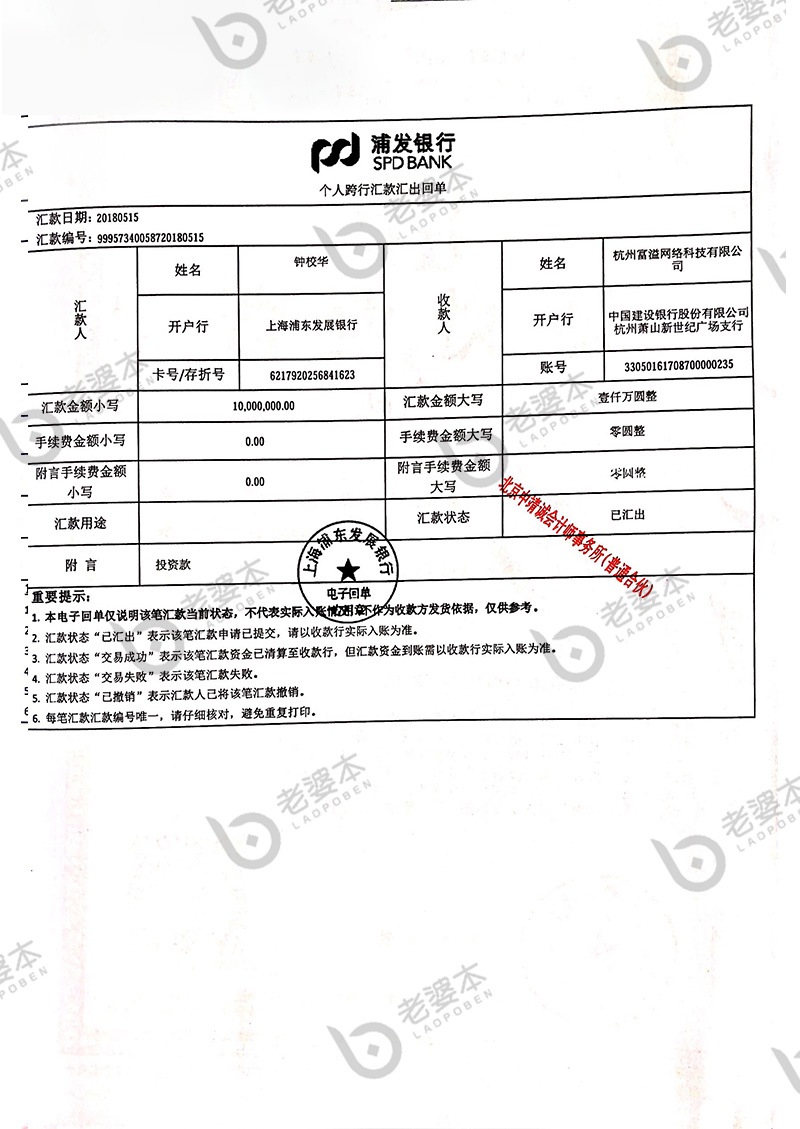 浦发银行
SPD BANK
个人跨行汇款汇出回单
汇款日期: 20180515
汇款编号: 99957340058720180515
汇款人
姓名
钟校华
收款人
姓名
杭州富溢网络科技有限公
司
开户行
上海浦东发展银行
开户行
中国建设银行股份有限公司
杭州萧山新世纪广场支行
卡号/存折号
6217920256841623
账号
33050161708700000235
汇款金额小写
10,000,000.00
汇款金额大写
壹仟万圆整
手续费金额小写
0.00
手续费金额大写
零圆整
附言手续费金额
小写
0.00
附言手续费金额
大写
零圆整
汇款用途
汇款状态
已汇出
附 言
投资款
上海浦东发展银行
电子回单
北京中靖诚会计师事务所(普通合伙)
重要提示:
1. 本电子回单仅说明该笔汇款当前状态，不代表实际入账情况，不作为收款方发货依据，仅供参考。
2. 汇款状态“已汇出”表示该笔汇款申请已提交，请以收款行实际入账为准。
3. 汇款状态“交易成功”表示该笔汇款资金已清算至收款行，但汇款资金到账需以收款行实际入账为准。
4. 汇款状态“交易失败”表示该笔汇款失败。
5. 汇款状态“已撤销”表示汇款人已将该笔汇款撤销。
6. 每笔汇款汇款编号唯一，请仔细核对，避免重复打印。
老婆本
LAOPOBEN